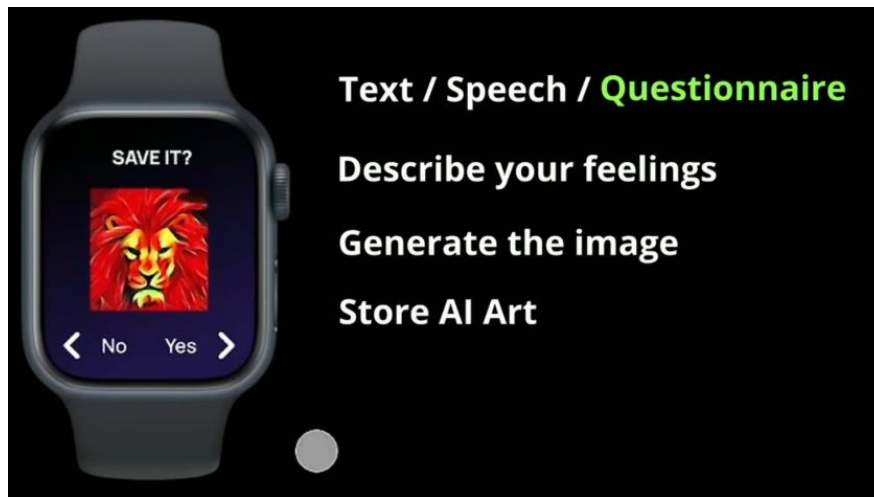 SAVE IT?
< No Yes >
Text / Speech / Questionnaire
Describe your feelings
Generate the image
Store AI Art